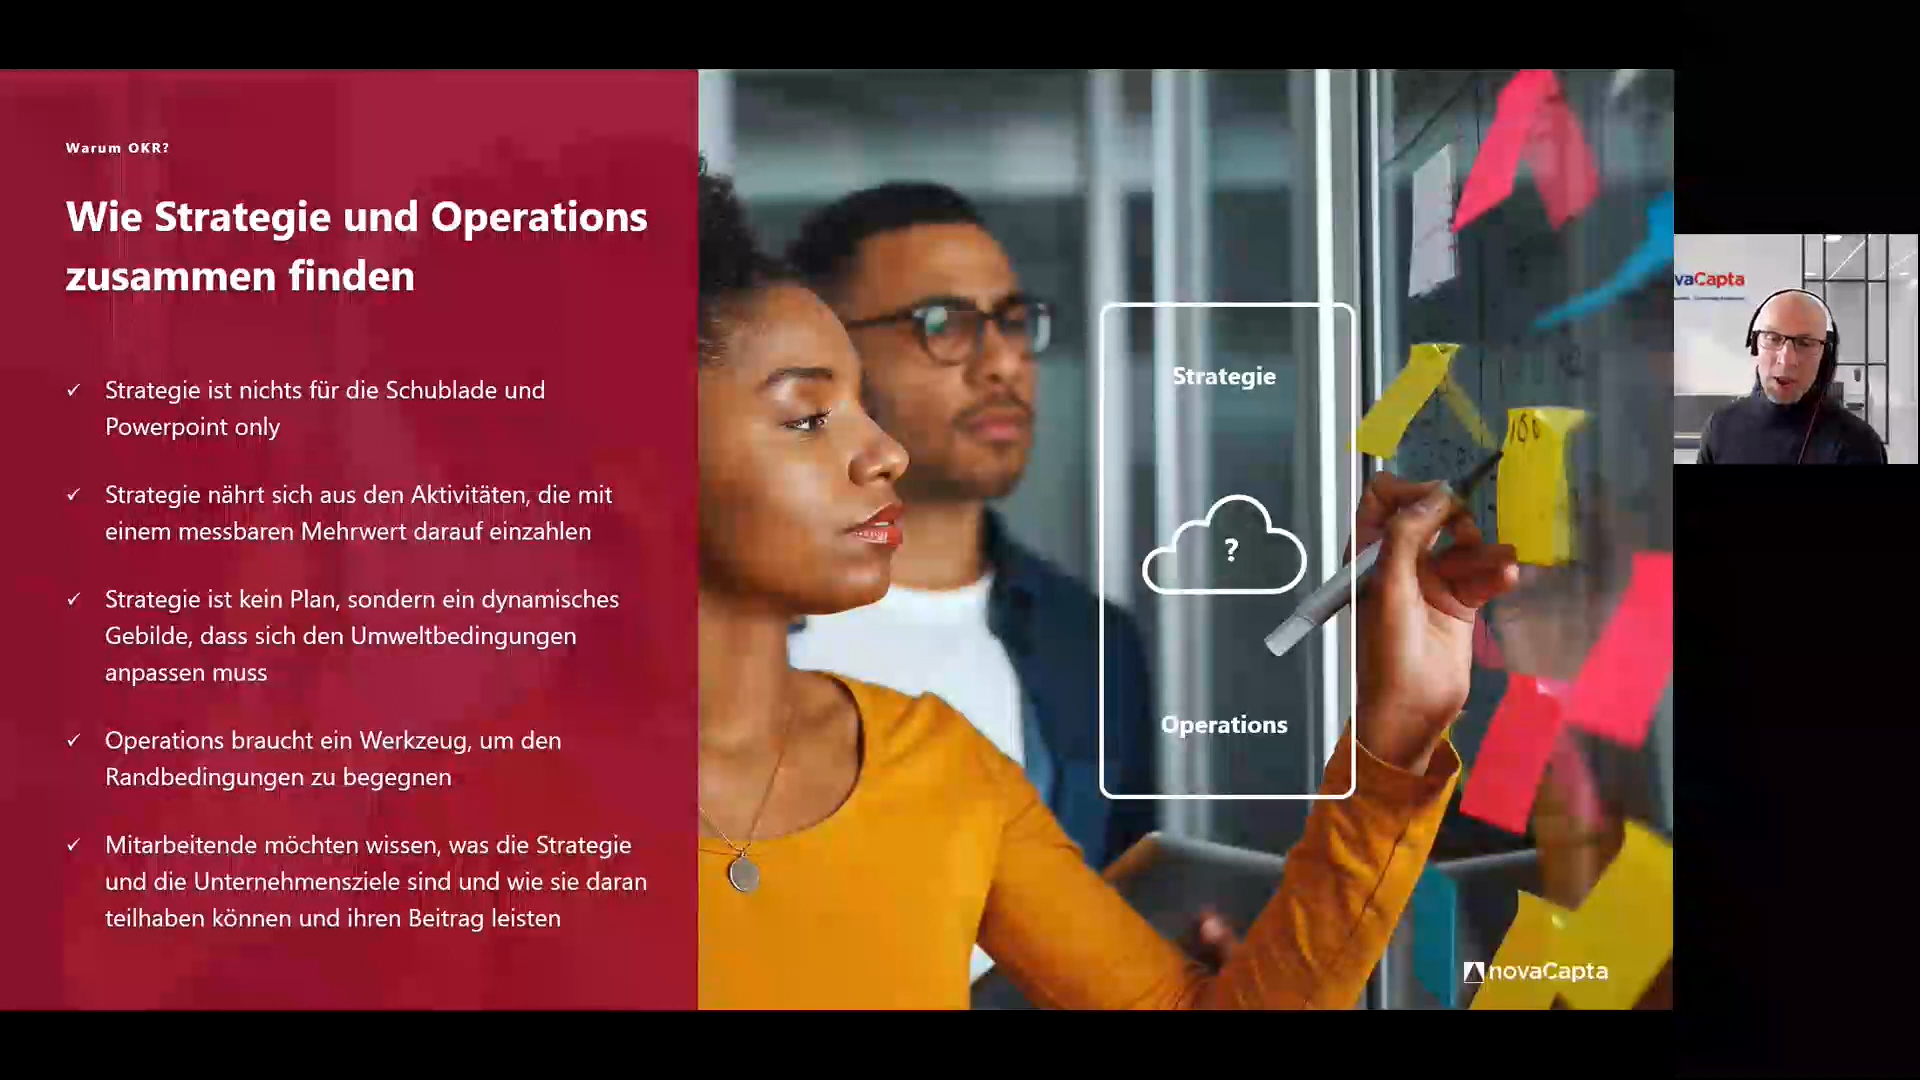 Warum OKR?
Wie Strategie und Operations
zusammen finden
✓ Strategie ist nichts für die Schublade und
Powerpoint only
✓ Strategie nährt sich aus den Aktivitäten, die mit
einem messbaren Mehrwert darauf einzahlen
✓ Strategie ist kein Plan, sondern ein dynamisches
Gebilde, dass sich den Umweltbedingungen
anpassen muss
✓ Operations braucht ein Werkzeug, um den
Randbedingungen zu begegnen
✓ Mitarbeitende möchten wissen, was die Strategie
und die Unternehmensziele sind und wie sie daran
teilhaben können und ihren Beitrag leisten
Strategie
?
Operations
novaCapta
vaCapta